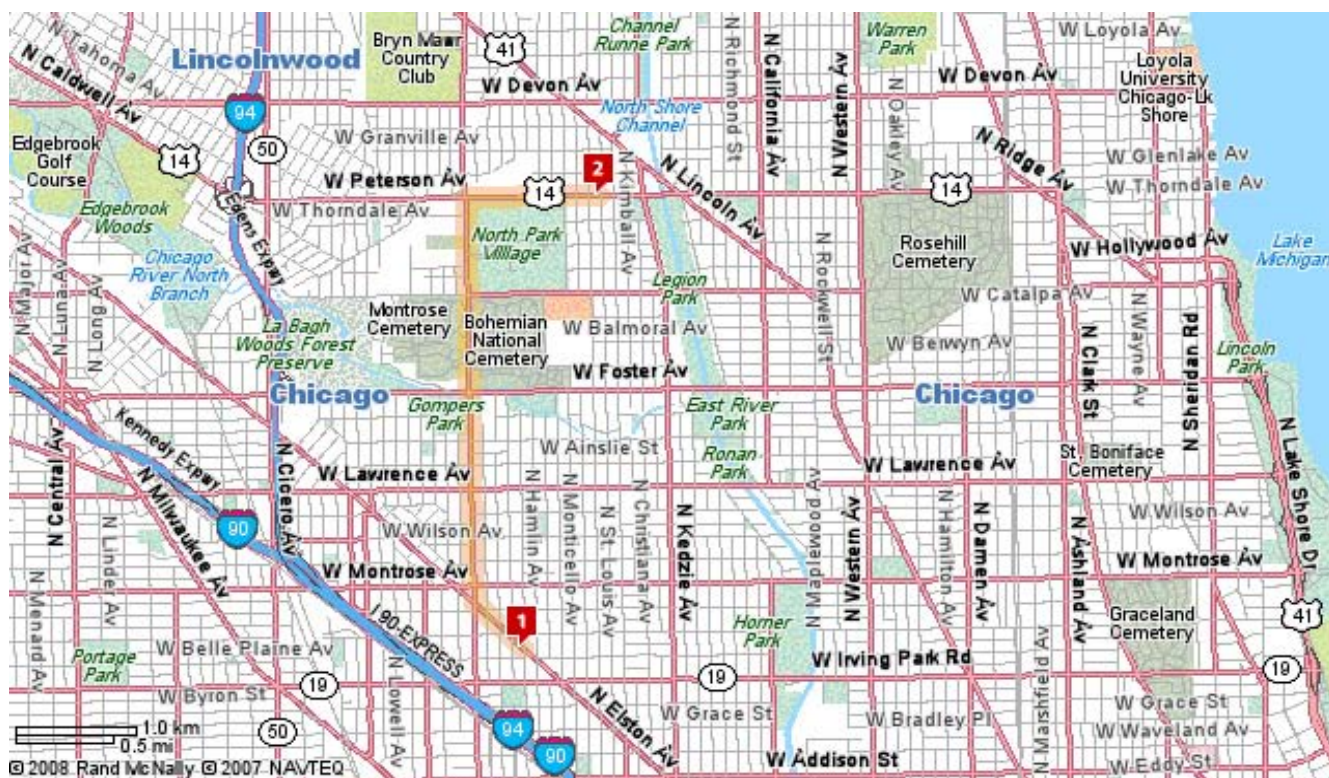 N Tahoma Av
N Caldwell Av
Lincolnwood
94
50
14
Bryn Mawr
Country
Club
41
W Devon Av
Channel
Runne Park
North Shore
Channel
N Richmond St
N California Av
N Western Av
Warren
Park
N Oakley Av
W Devon Av
W Loyola Av
Loyola
University
Chicago-Lk
Shore
W Granville Av
Edgebrook
Golf
Course
Edgebrook
Woods
W Peterson Av
14
2
N Kimball Av
N Lincoln Av
14
N Ridge Av
W Glenlake Av
W Thorndale Av
W Thorndale Av
Edens Expwy
Chicago
River North
Branch
North Park
Village
Legion
Park
N Rockwell St
Rosehill
Cemetery
W Hollywood Av
Lake
Michigan
N Major Av
N Luna Av
N Long Av
La Bagh
Woods Forest
Preserve
Montrose
Cemetery
Bohemian
National
Cemetery
W Balmoral Av
W Catalpa Av
W Berwyn Av
N Clark St
N Wayne Av
N Sheridan Rd
Lincoln
Park
W Foster Av
Chicago
Gompers
Park
East River
Park
Chicago
Kennedy Expwy
N Central Av
N Milwaukee Av
N Cicero Av
W Ainslie St
Ronan
Park
St. Boniface
Cemetery
W Lawrence Av
W Lawrence Av
N Lake Shore Dr
N Linder Av
90
W Wilson Av
N Hamlin Av
N Monticello Av
N St. Louis Av
N Christiana Av
N Kedzie Av
N Maplewood Av
N Western Av
N Hamilton Av
N Damen Av
N Ashland Av
W Wilson Av
W Montrose Av
W Montrose Av
N Menard Av
I 90-EXPRESS
1
Horner
Park
Graceland
Cemetery
41
Portage
Park
W Belle Plaine Av
W Irving Park Rd
19
19
19
W Byron St
N Lowell Av
N Elston Av
W Grace St
W Bradley Pl
N Marshfield Av
W Grace St
W Waveland Av
1.0 km
0.5 mi
50
94
90
W Addison St
W Eddy St
© 2008 Rand McNally © 2007 NAVTEQ